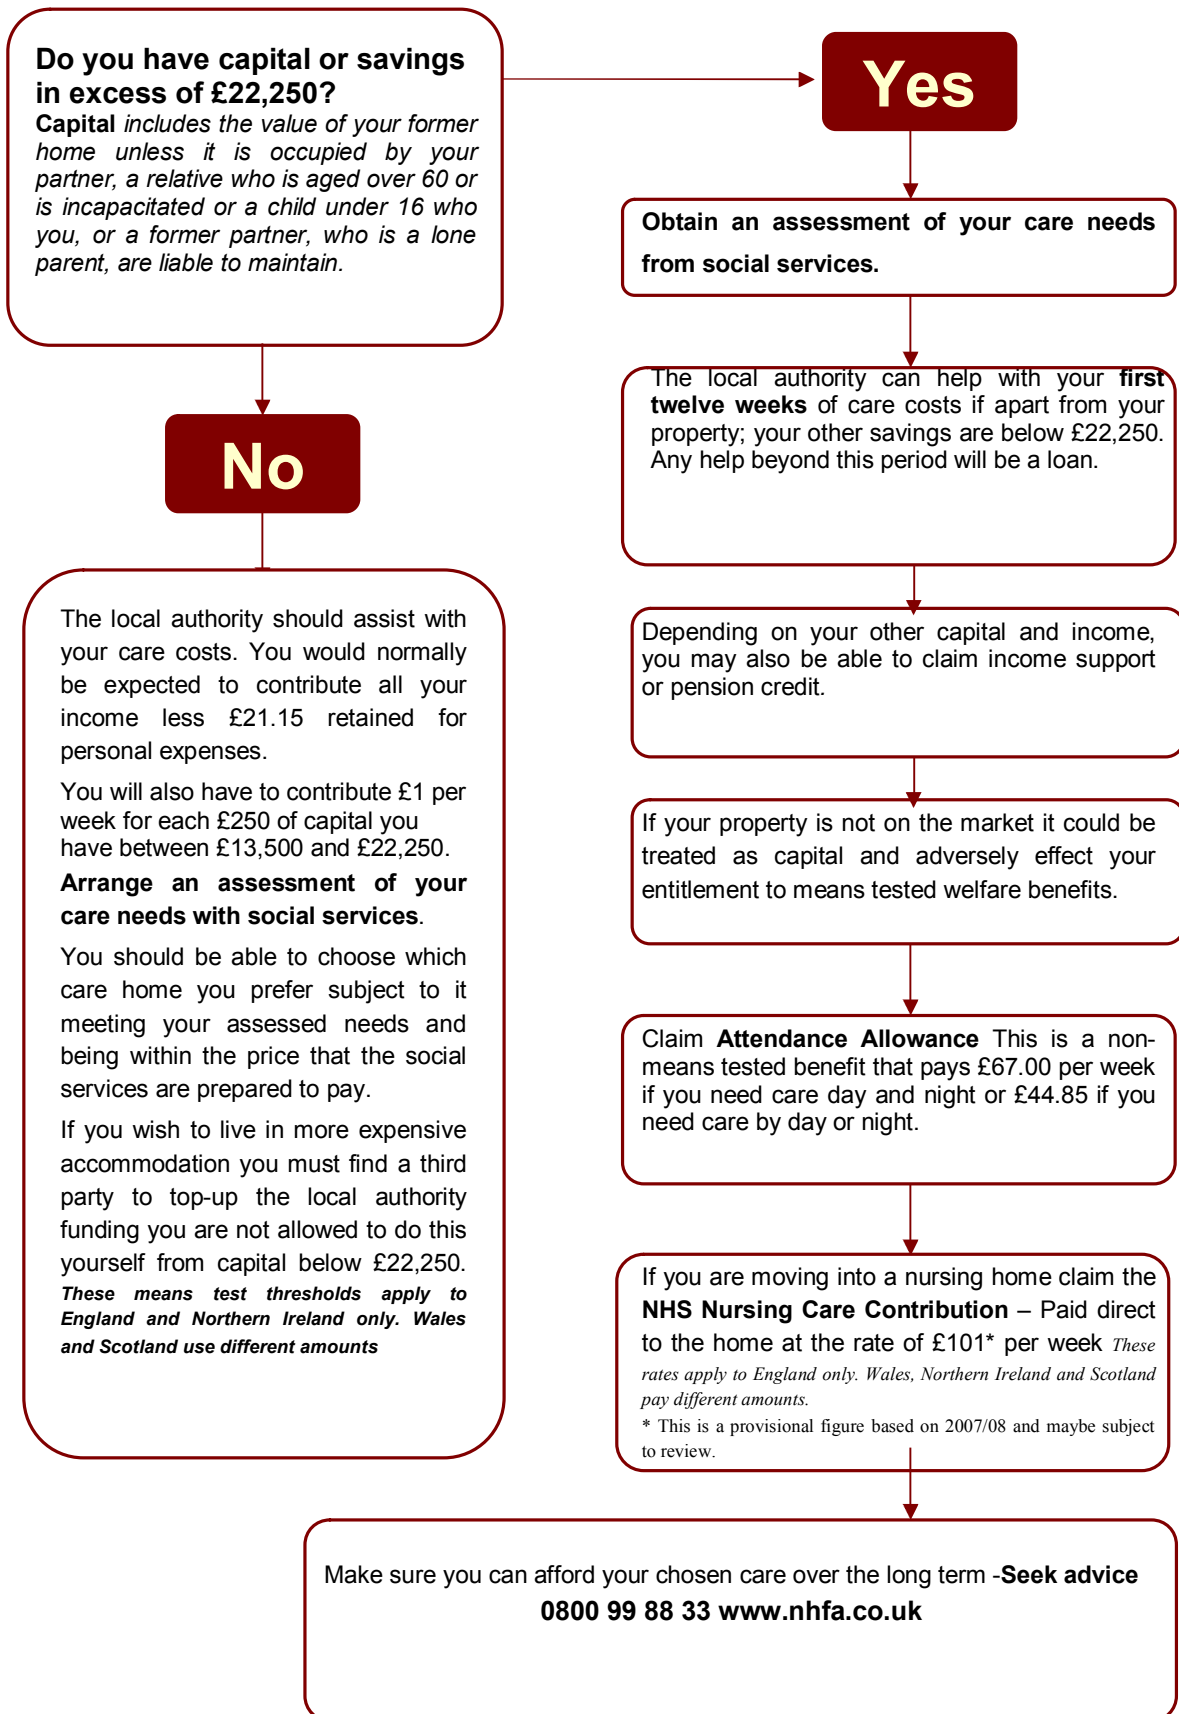 Do you have capital or savings
in excess of £22,250?
Capital includes the value of your former
home unless it is occupied by your
partner, a relative who is aged over 60 or
is incapacitated or a child under 16 who
you, or a former partner, who is a lone
parent, are liable to maintain.
Yes
Obtain an assessment of your care needs
from social services.
The local authority can help with your first
twelve weeks of care costs if apart from your
property; your other savings are below £22,250.
Any help beyond this period will be a loan.
Depending on your other capital and income,
you may also be able to claim income support
or pension credit.
If your property is not on the market it could be
treated as capital and adversely effect your
entitlement to means tested welfare benefits.
Claim Attendance Allowance This is a non-
means tested benefit that pays £67.00 per week
if you need care day and night or £44.85 if you
need care by day or night.
If you are moving into a nursing home claim the
NHS Nursing Care Contribution – Paid direct
to the home at the rate of £101* per week These
rates apply to England only. Wales, Northern Ireland and Scotland
pay different amounts.
* This is a provisional figure based on 2007/08 and maybe subject
to review.
No
The local authority should assist with
your care costs. You would normally
be expected to contribute all your
income less £21.15 retained for
personal expenses.
You will also have to contribute £1 per
week for each £250 of capital you
have between £13,500 and £22,250.
Arrange an assessment of your
care needs with social services.
You should be able to choose which
care home you prefer subject to it
meeting your assessed needs and
being within the price that the social
services are prepared to pay.
If you wish to live in more expensive
accommodation you must find a third
party to top-up the local authority
funding you are not allowed to do this
yourself from capital below £22,250.
These means test thresholds apply to
England and Northern Ireland only. Wales
and Scotland use different amounts
Make sure you can afford your chosen care over the long term -Seek advice
0800 99 88 33 www.nhfa.co.uk